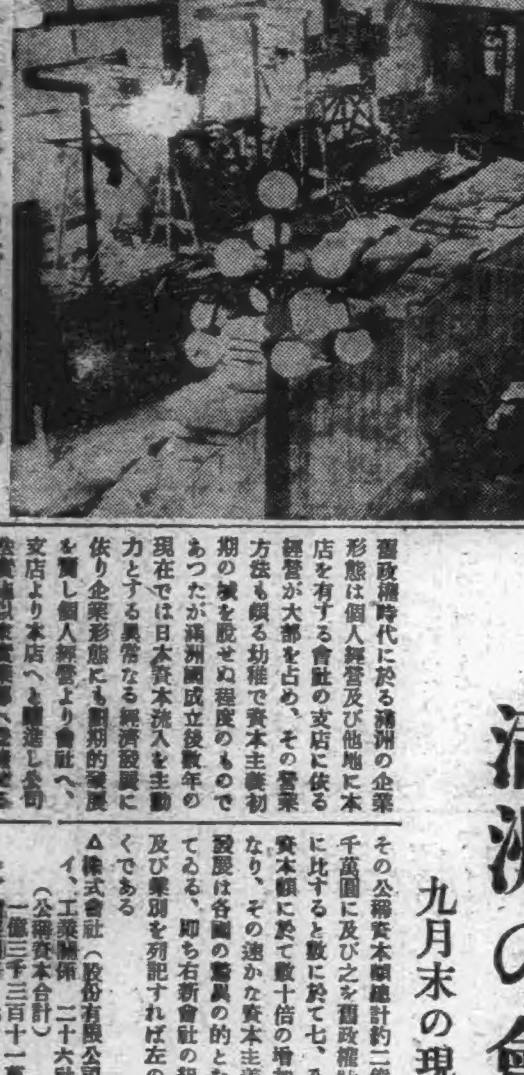 満洲の會
九月末の現
舊政權時代に於る滿洲の企業
形態は個人經營及び他地に本
店を有する會社の支店に依る
經營が大部を占め、その營業
方法も頗る幼稚で資本主義初
期の域を脱せぬ程度のもので
あつたが滿洲國成立後數年の
現在では日本資本流入を主動
力とする異常なる經濟設展に
依り企業形態にも劃期的發展
を齎し個人經營より會社へ、
支店より本店へと躍進し公司
その公稱資本額總計約二億
千萬圓に及び之を舊政權
に比すると數に於て七、
資本額に於て數十倍の增
なり、その速かな資本主義
設展は各國の驚異の的とな
てゐる、即ち右新會社の
及び業別を列記すれば左の
くである
△株式會社(股份有限公司
イ、工業關係 二十六
(公稱資本合計)
一億三千三百十一萬